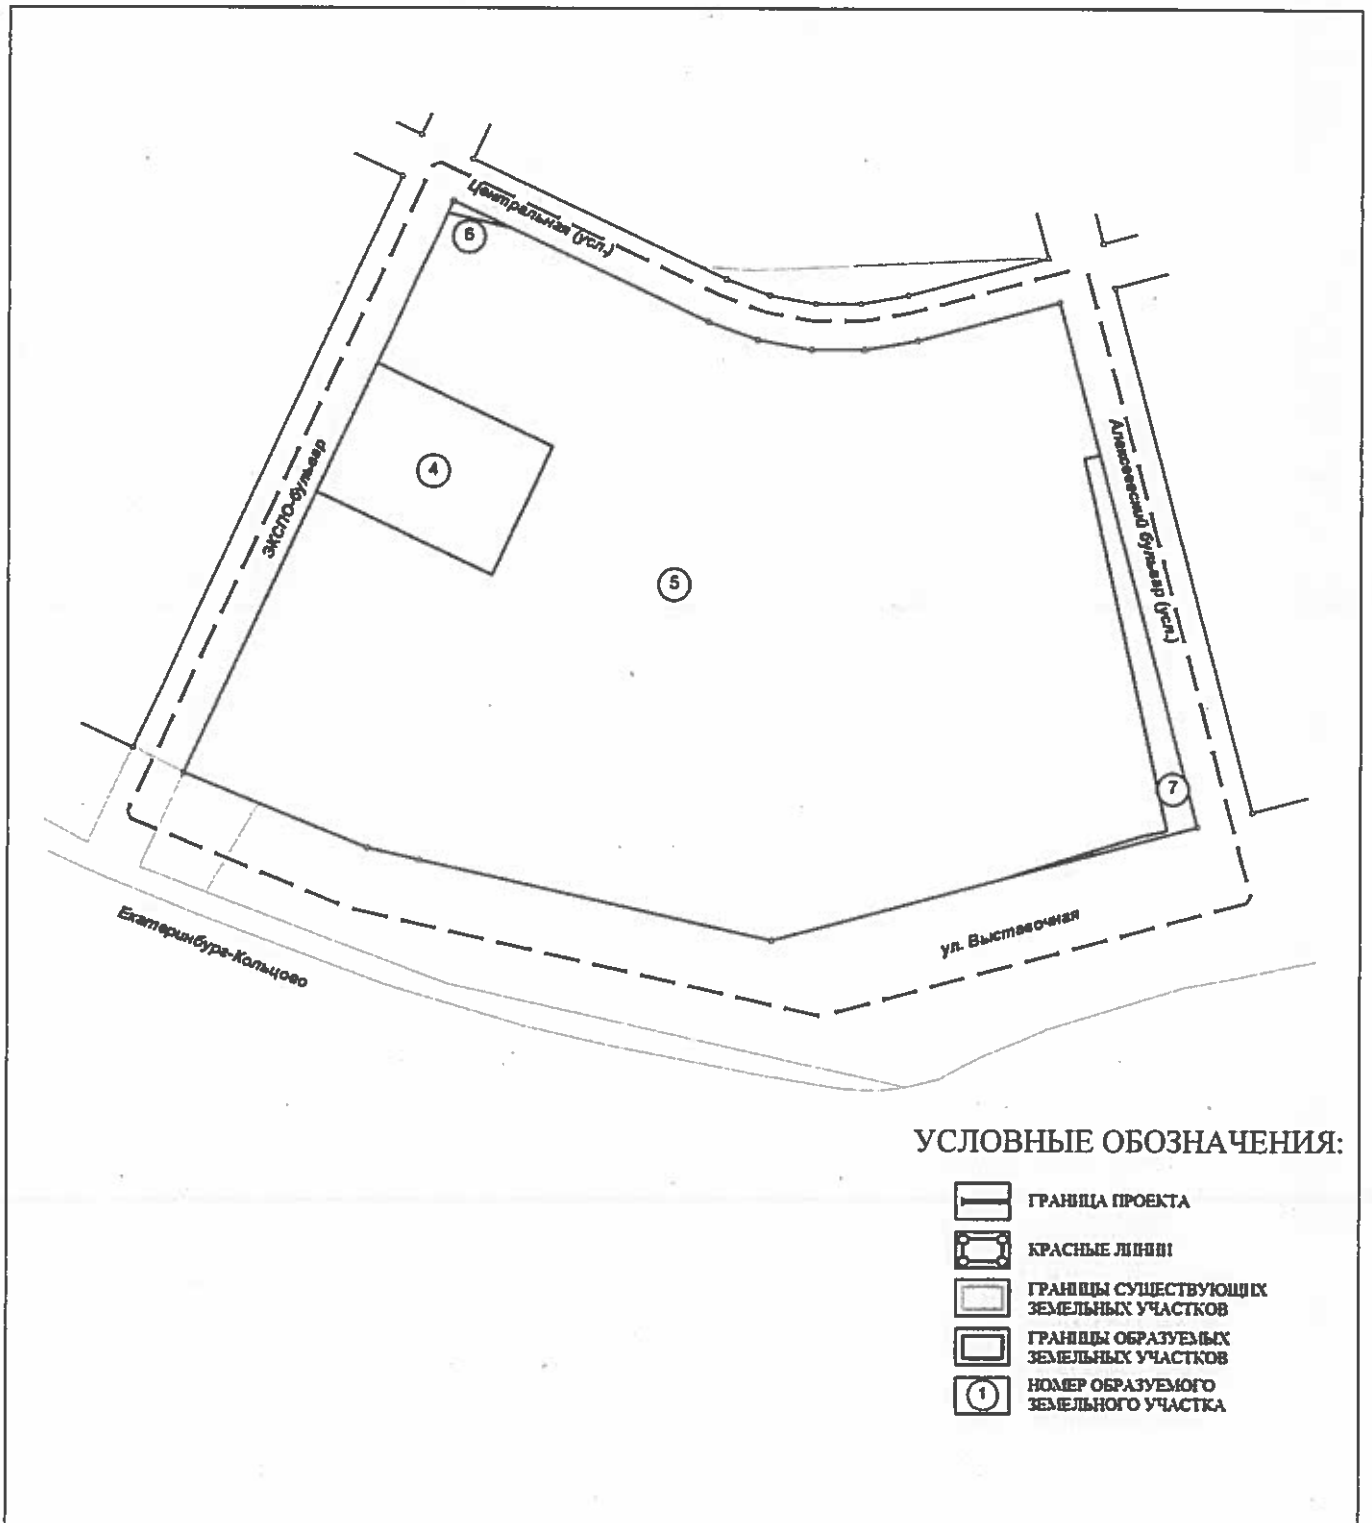 Центральная (усл.)
6
ЭКСПО-бульвар
4
Алексеевский бульвар (усл.)
5
7
Екатеринбург-Кольцово
ул. Выставочная
УСЛОВНЫЕ ОБОЗНАЧЕНИЯ:
ГРАНИЦА ПРОЕКТА
КРАСНЫЕ ЛИНИИ
ГРАНИЦЫ СУЩЕСТВУЮЩИХ
ЗЕМЕЛЬНЫХ УЧАСТКОВ
ГРАНИЦЫ ОБРАЗУЕМЫХ
ЗЕМЕЛЬНЫХ УЧАСТКОВ
1
НОМЕР ОБРАЗУЕМОГО
ЗЕМЕЛЬНОГО УЧАСТКА